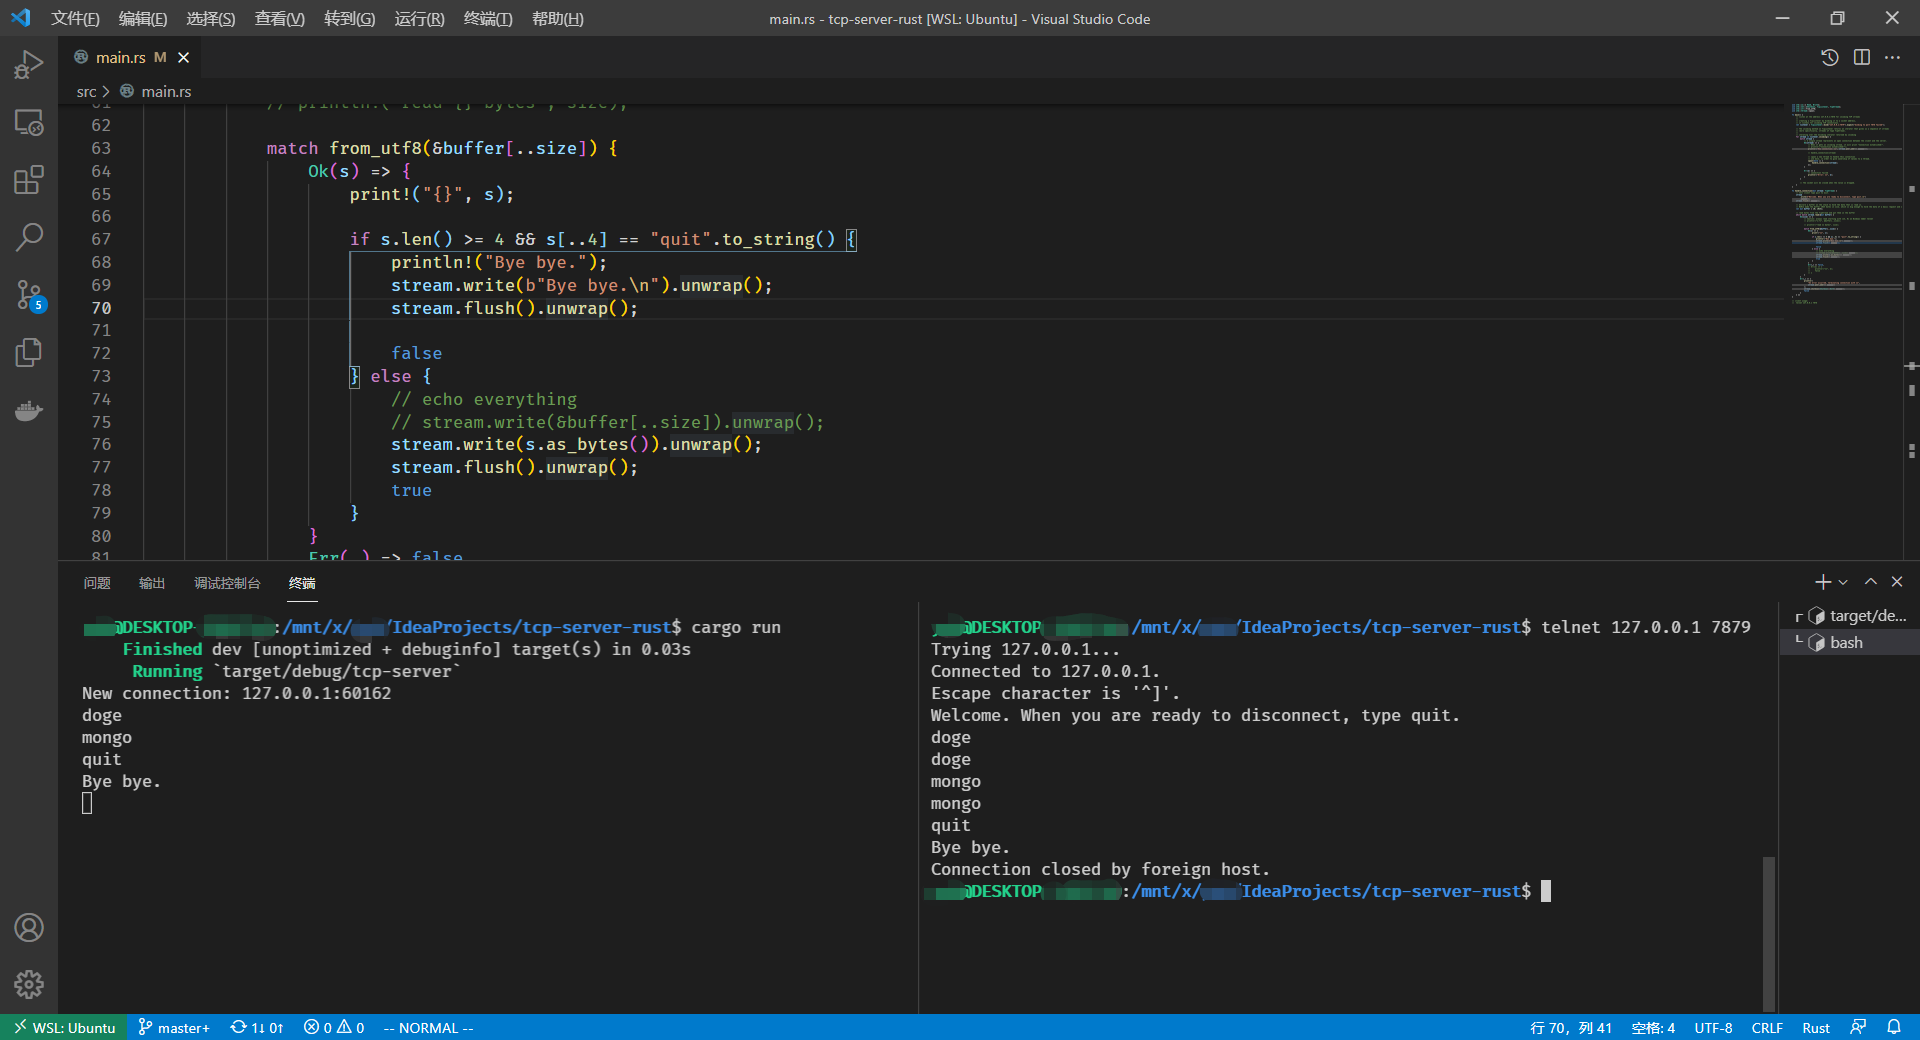 文件(F) 编辑(E) 选择(S) 查看(V) 转到(G) 运行(R) 终端(T) 帮助(H) main.rs - tcp-server-rust [WSL: Ubuntu] - Visual Studio Code
main.rs M
src > main.rs
61 // println!("read {} bytes", size);
62
63 match from_utf8(&buffer[..size]) {
64 Ok(s) => {
65 print!("{}", s);
66
67 if s.len() >= 4 && s[..4] == "quit".to_string() {
68 println!("Bye bye.");
69 stream.write(b"Bye bye.\n").unwrap();
70 stream.flush().unwrap();
71
72 false
73 } else {
74 // echo everything
75 // stream.write(&buffer[..size]).unwrap();
76 stream.write(s.as_bytes()).unwrap();
77 stream.flush().unwrap();
78 true
79 }
80 }
81 Err(_) => false
5
问题 输出 调试控制台 终端
@DESKTOP- :/mnt/x/ /IdeaProjects/tcp-server-rust$ cargo run
Finished dev [unoptimized + debuginfo] target(s) in 0.03s
Running `target/debug/tcp-server`
New connection: 127.0.0.1:60162
doge
mongo
quit
Bye bye.
@DESKTOP /mnt/x/ /IdeaProjects/tcp-server-rust$ telnet 127.0.0.1 7879
Trying 127.0.0.1...
Connected to 127.0.0.1.
Escape character is '^]'.
Welcome. When you are ready to disconnect, type quit.
doge
doge
mongo
mongo
quit
Bye bye.
Connection closed by foreign host.
@DESKTOP :/mnt/x/ IdeaProjects/tcp-server-rust$
target/de...
bash
WSL: Ubuntu master+ 1↓ 0↑ 0 0 -- NORMAL -- 行 70，列 41 空格: 4 UTF-8 CRLF Rust